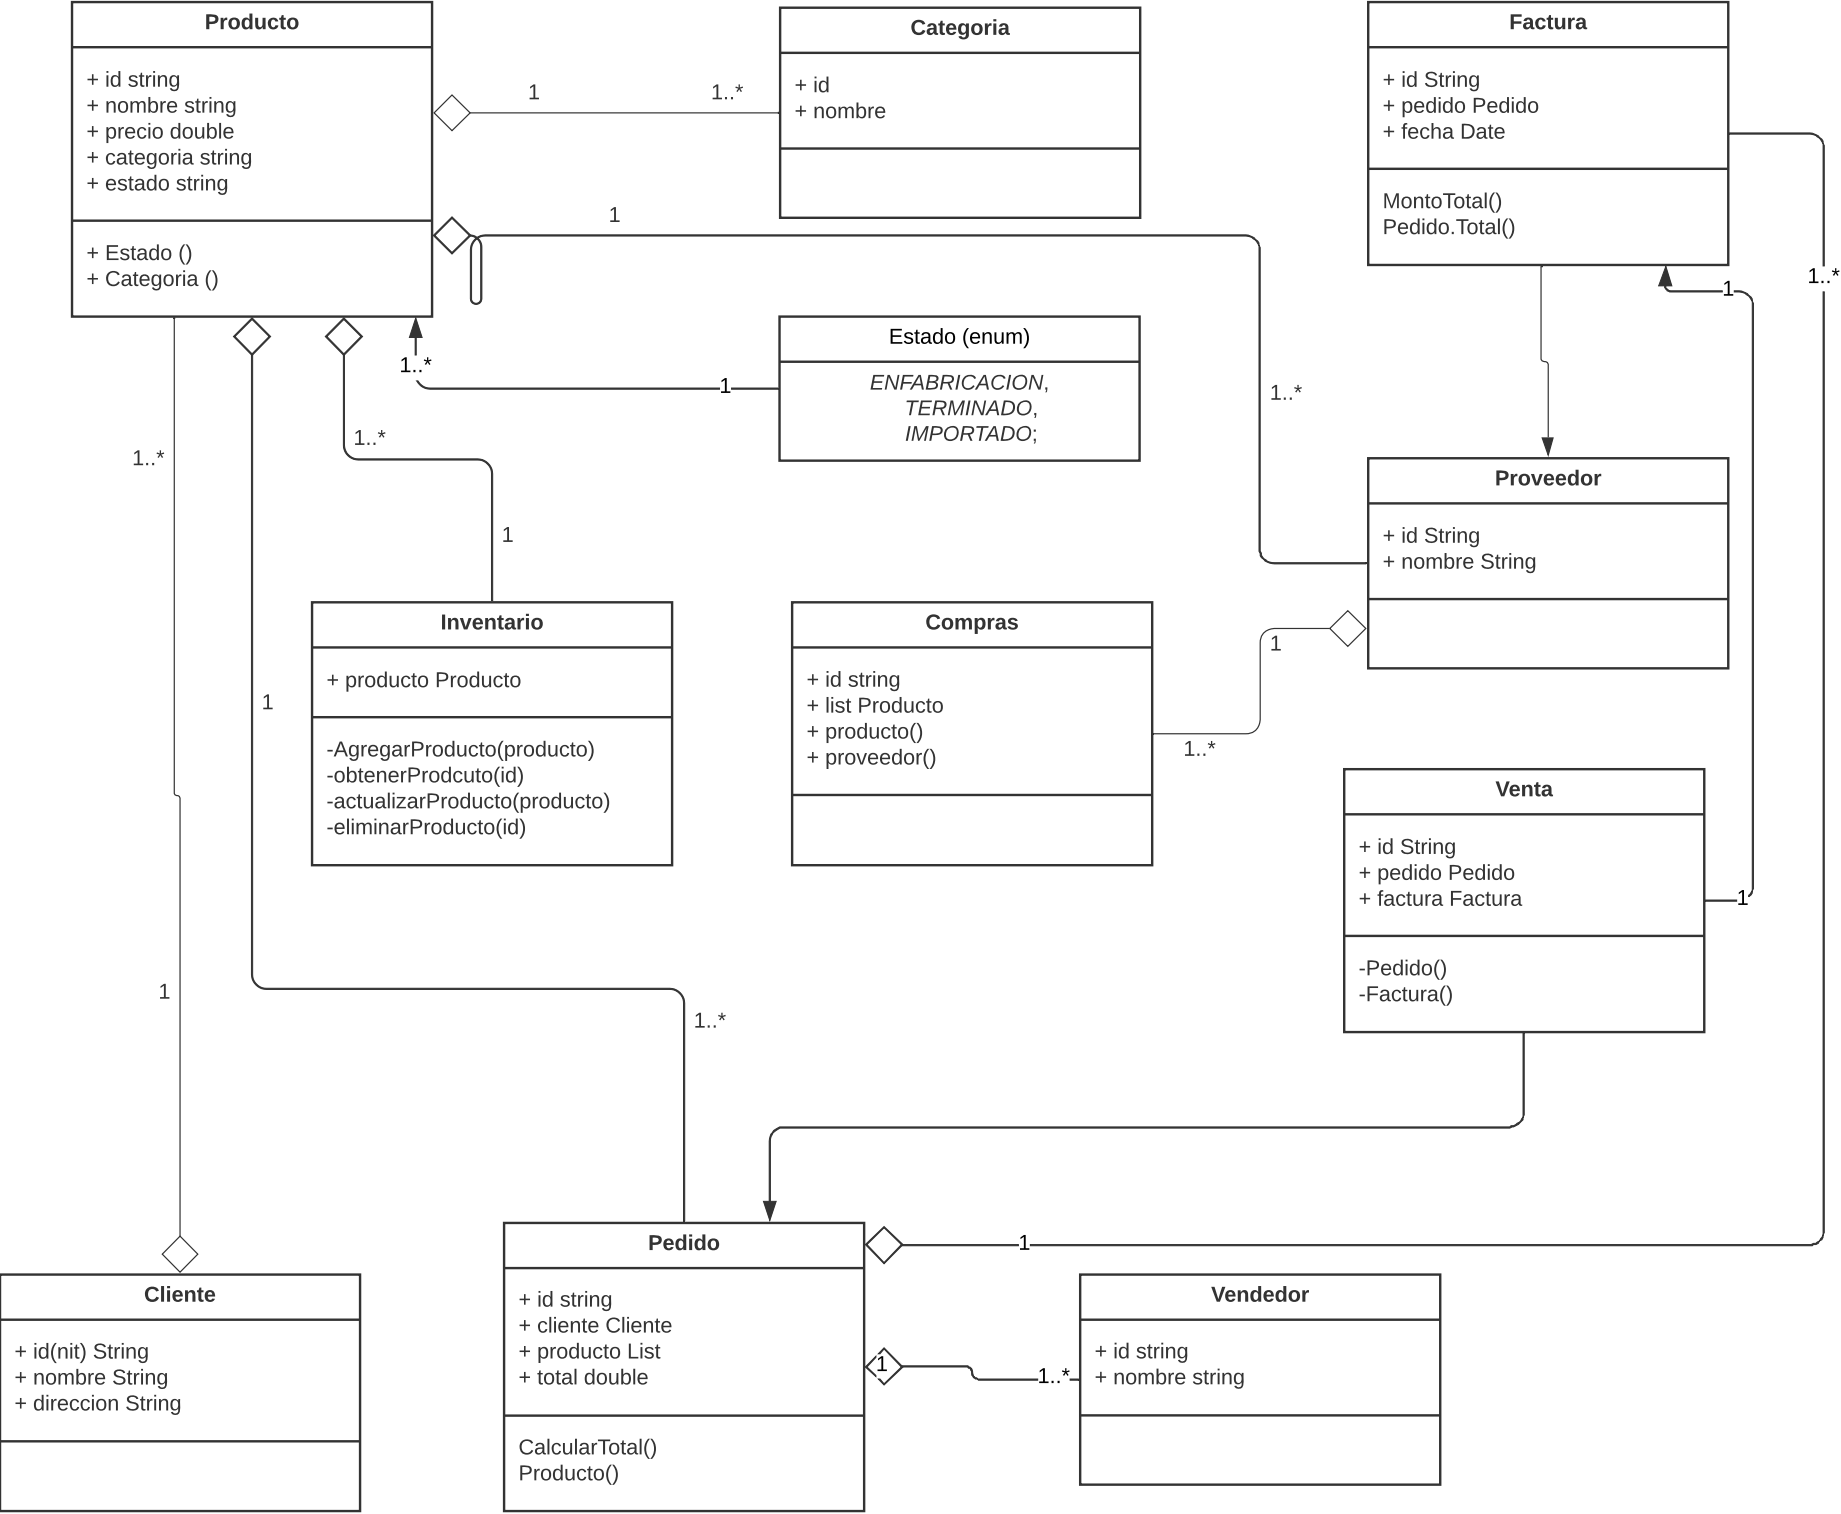 Producto
+ id string
+ nombre string
+ precio double
+ categoria string
+ estado string
+ Estado ()
+ Categoria ()
1
1..*
Categoria
+ id
+ nombre
Factura
+ id String
+ pedido Pedido
+ fecha Date
MontoTotal()
Pedido.Total()
1
1..*
1
1..*
1
Estado (enum)
ENFABRICACION,
TERMINADO,
IMPORTADO;
1..*
1..*
1..*
1
Proveedor
+ id String
+ nombre String
Inventario
+ producto Producto
-AgregarProducto(producto)
-obtenerProdcuto(id)
-actualizarProducto(producto)
-eliminarProducto(id)
Compras
+ id string
+ list Producto
+ producto()
+ proveedor()
1
1..*
1
Venta
+ id String
+ pedido Pedido
+ factura Factura
-Pedido()
-Factura()
1
1
1..*
Pedido
+ id string
+ cliente Cliente
+ producto List
+ total double
CalcularTotal()
Producto()
1
1
1..*
Cliente
+ id(nit) String
+ nombre String
+ direccion String
Vendedor
+ id string
+ nombre string